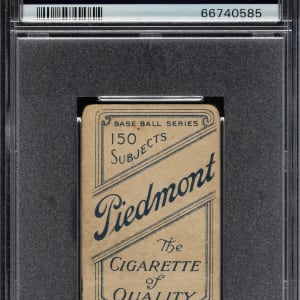 66740585
BASE BALL SERIES
150
SUBJECTS
Piedmont
The
CIGARETTE
of
QUALITY